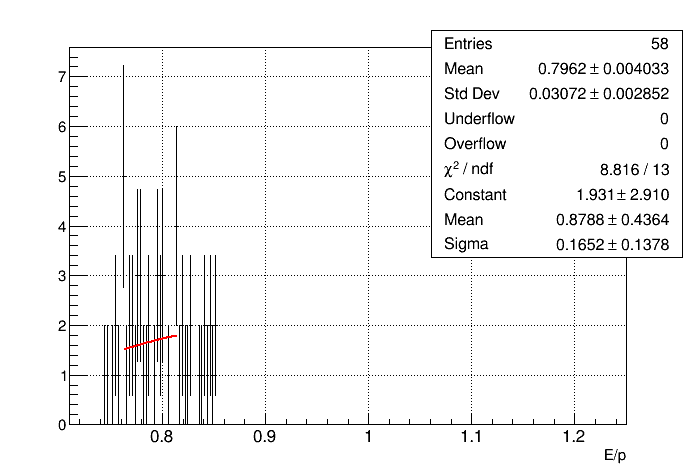 Entries 58
Mean 0.7962 ± 0.004033
Std Dev 0.03072 ± 0.002852
Underflow 0
Overflow 0
χ² / ndf 8.816 / 13
Constant 1.931 ± 2.910
Mean 0.8788 ± 0.4364
Sigma 0.1652 ± 0.1378
7
6
5
4
3
2
1
0
0.8 0.9 1 1.1 1.2
E/p